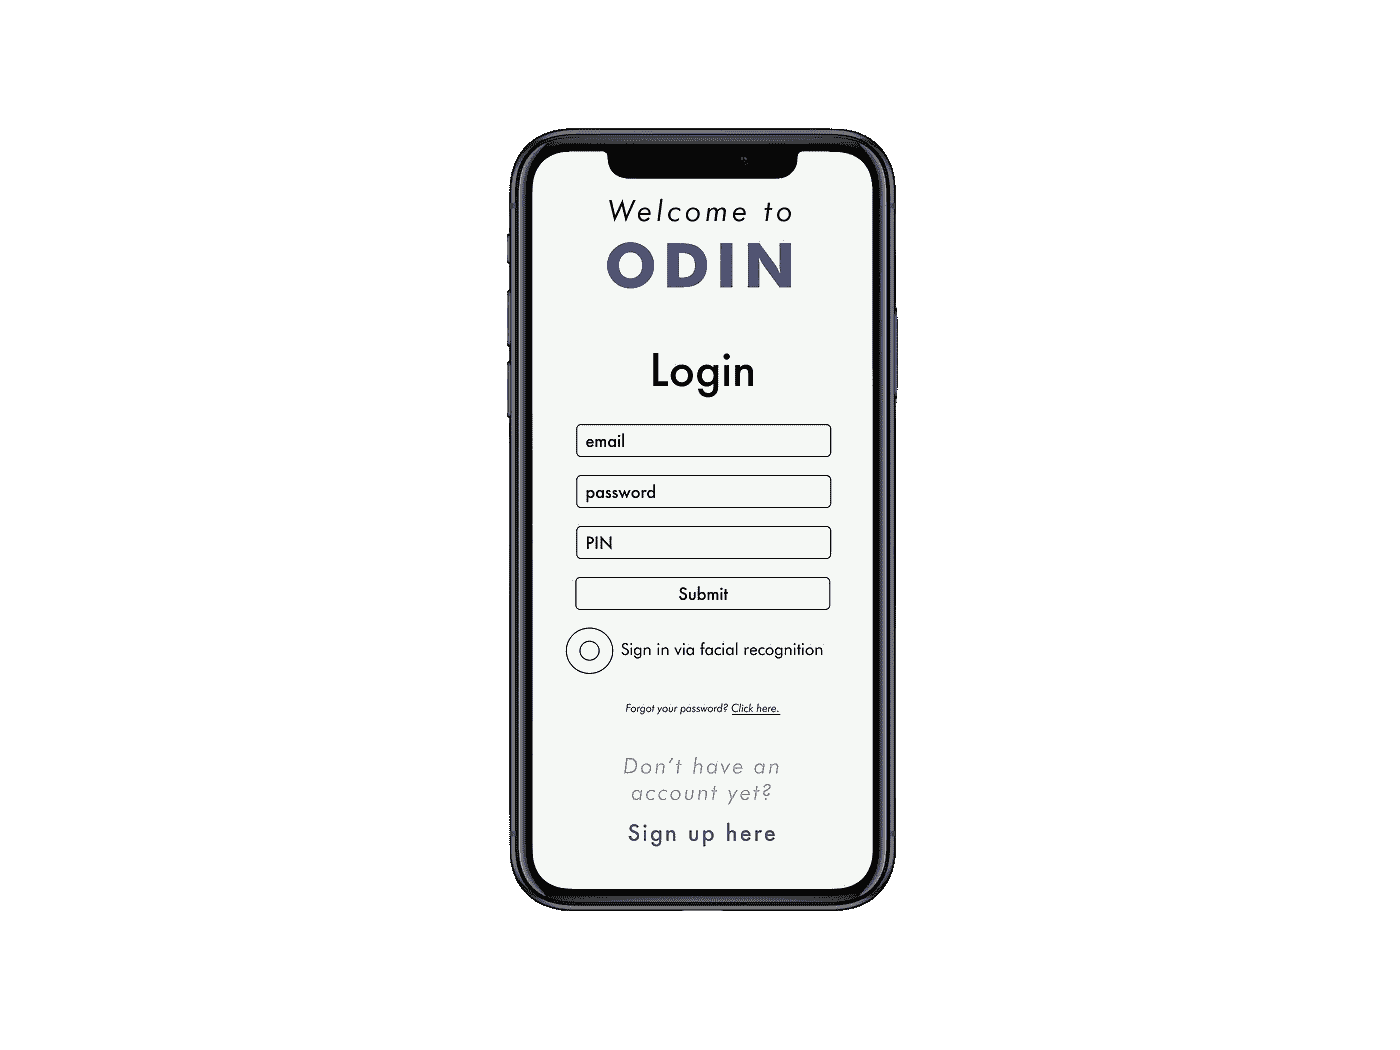 Welcome to
ODIN
Login
email
password
PIN
Submit
Sign in via facial recognition
Forgot your password? Click here.
Don't have an
account yet?
Sign up here